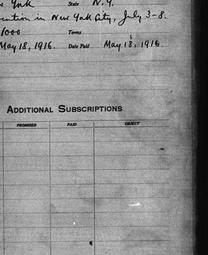 York State N.Y.
ention in New York City, July 3-8.
1000 Terms
May 18, 1916. Date Paid May 18, 1916
ADDITIONAL SUBSCRIPTIONS
PROMISED PAID OBJECT